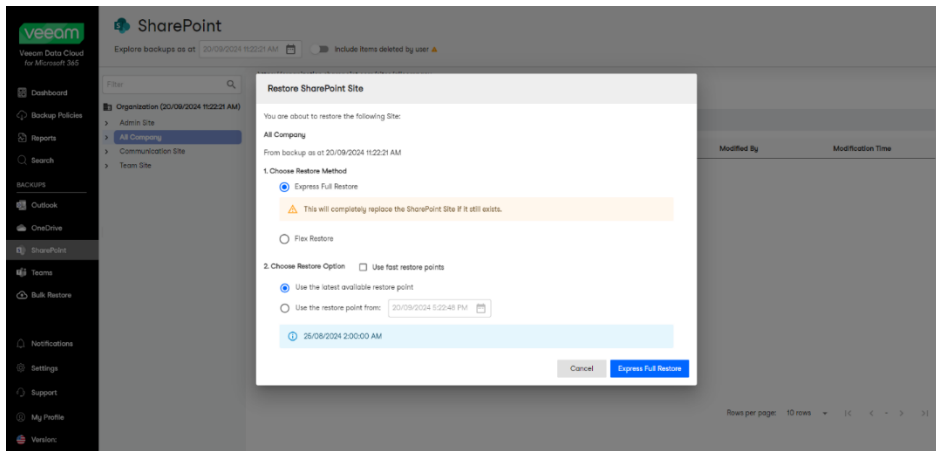 veeam
Veeam Data Cloud
for Microsoft 365
Dashboard
Backup Policies
Reports
Search
BACKUPS
Outlook
OneDrive
SharePoint
Teams
Bulk Restore
Notifications
Settings
Support
My Profile
Version:
SharePoint
Explore backups as at 20/09/2024 11:22:21 AM
Include items deleted by user
Filter
Organization (20/09/2024 11:22:21 AM)
Admin Site
All Company
Communication Site
Team Site
Restore SharePoint Site
You are about to restore the following Site:
All Company
From backup as at 20/09/2024 11:22:21 AM
1. Choose Restore Method
Express Full Restore
This will completely replace the SharePoint Site if it still exists.
Flex Restore
2. Choose Restore Option Use fast restore points
Use the latest available restore point
Use the restore point from: 20/09/2024 5:22:48 PM
25/08/2024 2:00:00 AM
Cancel Express Full Restore
Modified By Modification Time
Rows per page: 10 rows